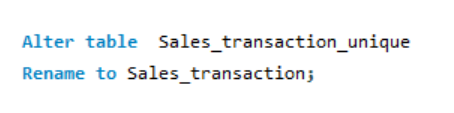 Alter table Sales_transaction_unique
Rename to Sales_transaction;